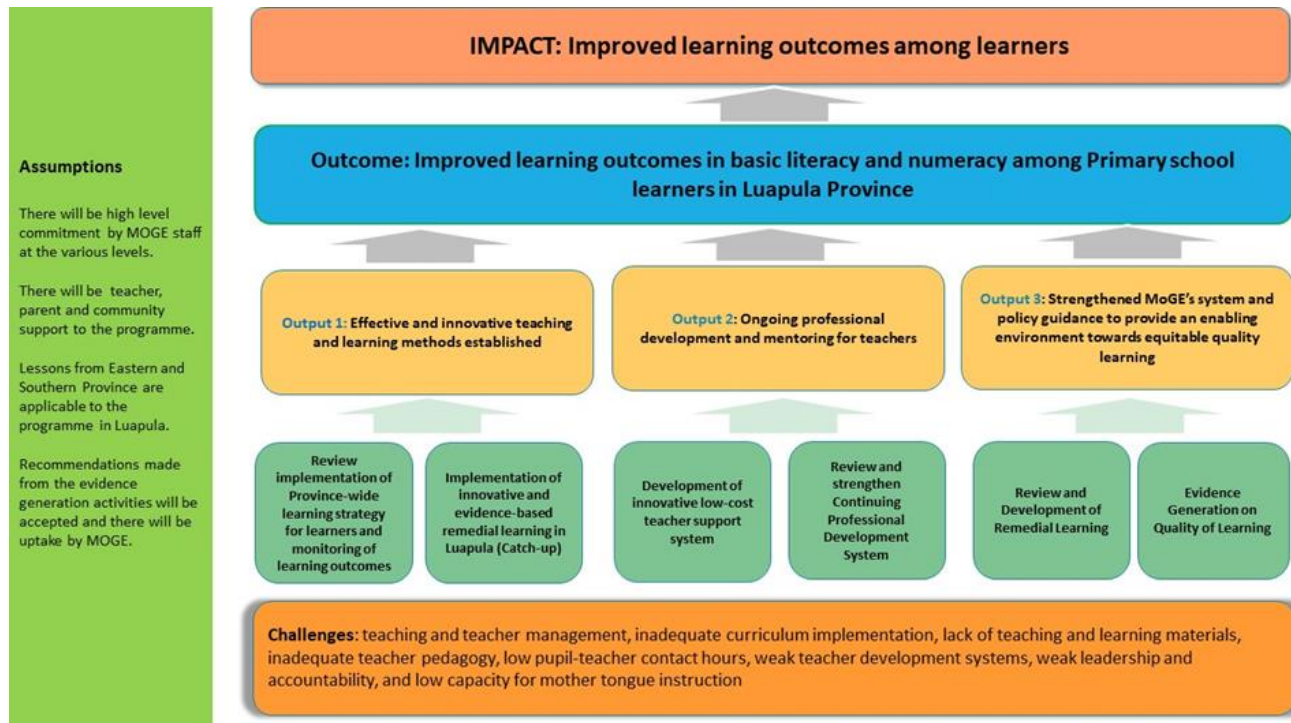 IMPACT: Improved learning outcomes among learners
Outcome: Improved learning outcomes in basic literacy and numeracy among Primary school
learners in Luapula Province
Assumptions
There will be high level
commitment by MOGE staff
at the various levels.
There will be teacher,
parent and community
support to the programme.
Lessons from Eastern and
Southern Province are
applicable to the
programme in Luapula.
Recommendations made
from the evidence
generation activities will be
accepted and there will be
uptake by MOGE.
Output 1: Effective and innovative teaching
and learning methods established
Output 2: Ongoing professional
development and mentoring for teachers
Output 3: Strengthened MoGE’s system and
policy guidance to provide an enabling
environment towards equitable quality
learning
Review
implementation of
Province-wide
learning strategy
for learners and
monitoring of
learning outcomes
Implementation of
innovative and
evidence-based
remedial learning in
Luapula (Catch-up)
Development of
innovative low-cost
teacher support
system
Review and
strengthen
Continuing
Professional
Development
System
Review and
Development of
Remedial Learning
Evidence
Generation on
Quality of Learning
Challenges: teaching and teacher management, inadequate curriculum implementation, lack of teaching and learning materials,
inadequate teacher pedagogy, low pupil-teacher contact hours, weak teacher development systems, weak leadership and
accountability, and low capacity for mother tongue instruction